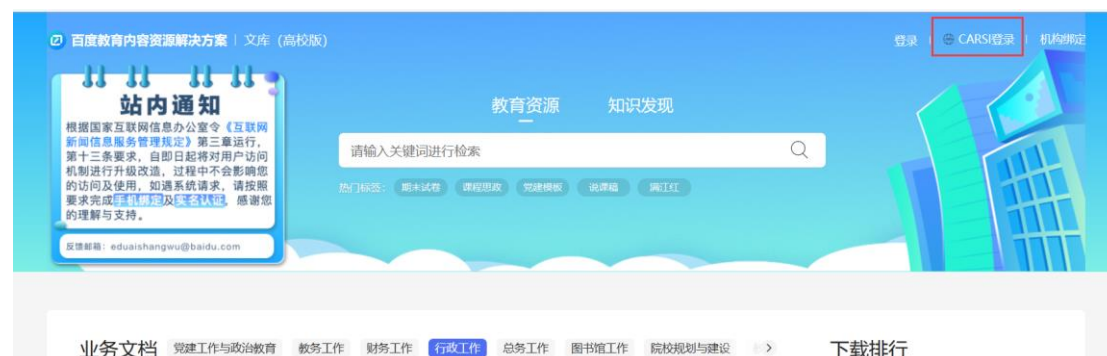 百度教育内容资源解决方案 | 文库 (高校版)
登录 | CARSI登录 | 机构绑定
站内通知
根据国家互联网信息办公室令《互联网
新闻信息服务管理规定》第三章运行，
第十三条要求，自即日起将对用户访问
机制进行升级改造，过程中不会影响您
的访问及使用，如遇系统请求，请按照
要求完成手机绑定及实名认证，感谢您
的理解与支持。
反馈邮箱：eduaishangwu@baidu.com
教育资源 知识发现
请输入关键词进行检索
热门标签： 期末试卷 课程思政 党建模板 说课稿 满江红
业务文档 党建工作与政治教育 教务工作 财务工作 行政工作 总务工作 图书馆工作 院校规划与建设
下载排行